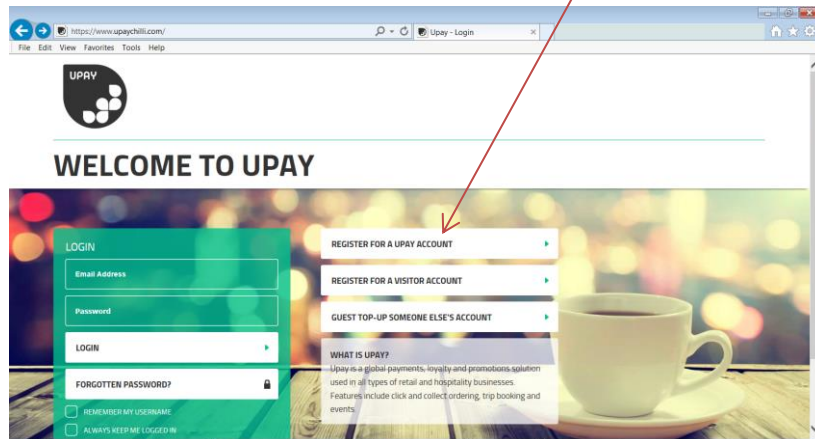 https://www.upaychilli.com/
Upay - Login
File Edit View Favorites Tools Help
UPAY
WELCOME TO UPAY
LOGIN
Email Address
Password
LOGIN
FORGOTTEN PASSWORD?
REMEMBER MY USERNAME
ALWAYS KEEP ME LOGGED IN
REGISTER FOR A UPAY ACCOUNT
REGISTER FOR A VISITOR ACCOUNT
GUEST TOP-UP SOMEONE ELSE'S ACCOUNT
WHAT IS UPAY?
Upay is a global payments, loyalty and promotions solution
used in all types of retail and hospitality businesses.
Features include click and collect ordering, trip booking and
events.